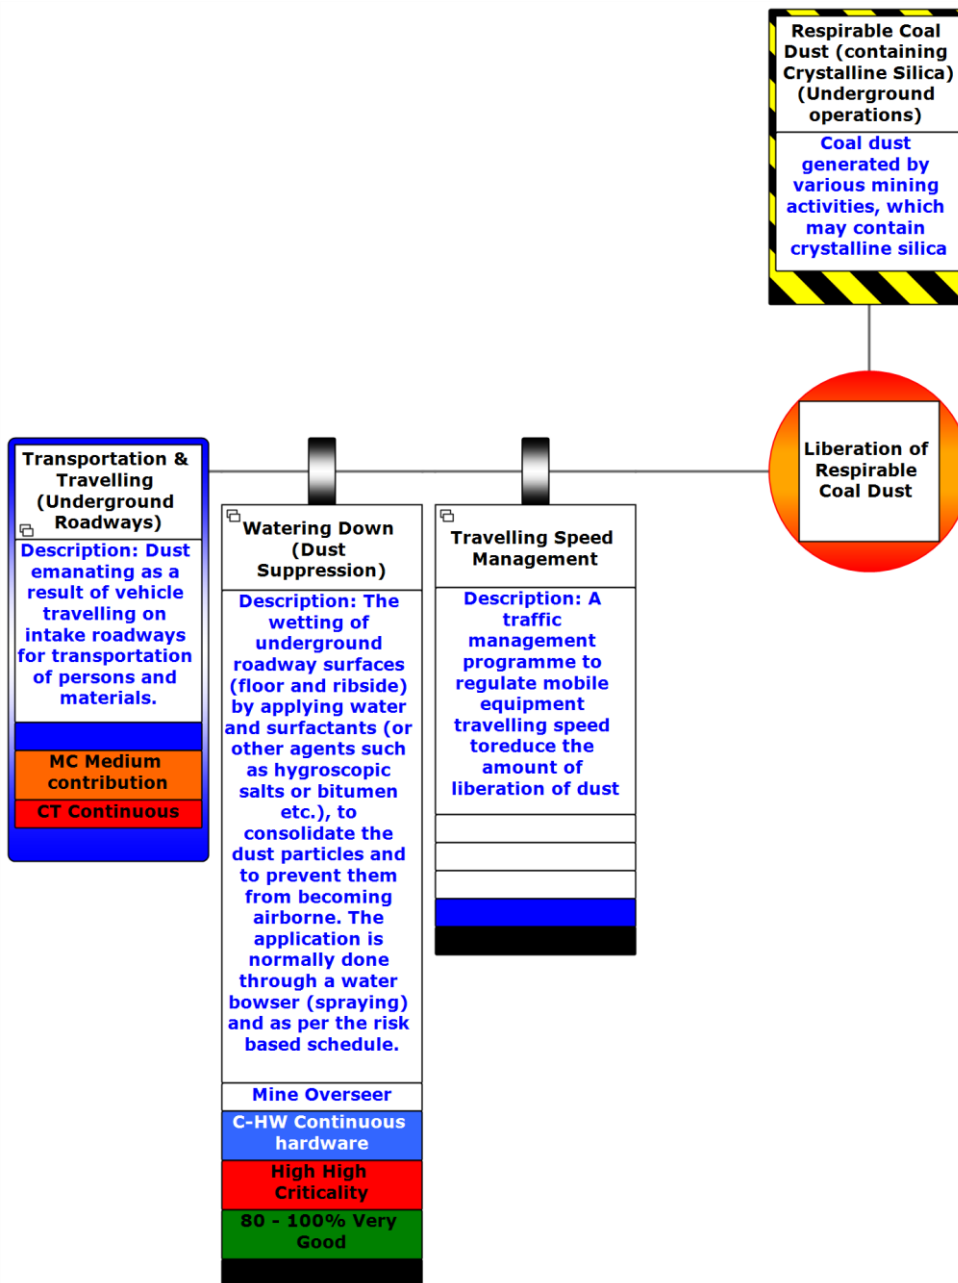 Respirable Coal
Dust (containing
Crystalline Silica)
(Underground
operations)
Coal dust
generated by
various mining
activities, which
may contain
crystalline silica
Liberation of
Respirable
Coal Dust
Transportation &
Travelling
(Underground
Roadways)
Description: Dust
emanating as a
result of vehicle
travelling on
intake roadways
for transportation
of persons and
materials.
MC Medium
contribution
CT Continuous
Watering Down
(Dust
Suppression)
Description: The
wetting of
underground
roadway surfaces
(floor and ribside)
by applying water
and surfactants (or
other agents such
as hygroscopic
salts or bitumen
etc.), to
consolidate the
dust particles and
to prevent them
from becoming
airborne. The
application is
normally done
through a water
bowser (spraying)
and as per the risk
based schedule.
Mine Overseer
C-HW Continuous
hardware
High High
Criticality
80 - 100% Very
Good
Travelling Speed
Management
Description: A
traffic
management
programme to
regulate mobile
equipment
travelling speed
toreduce the
amount of
liberation of dust